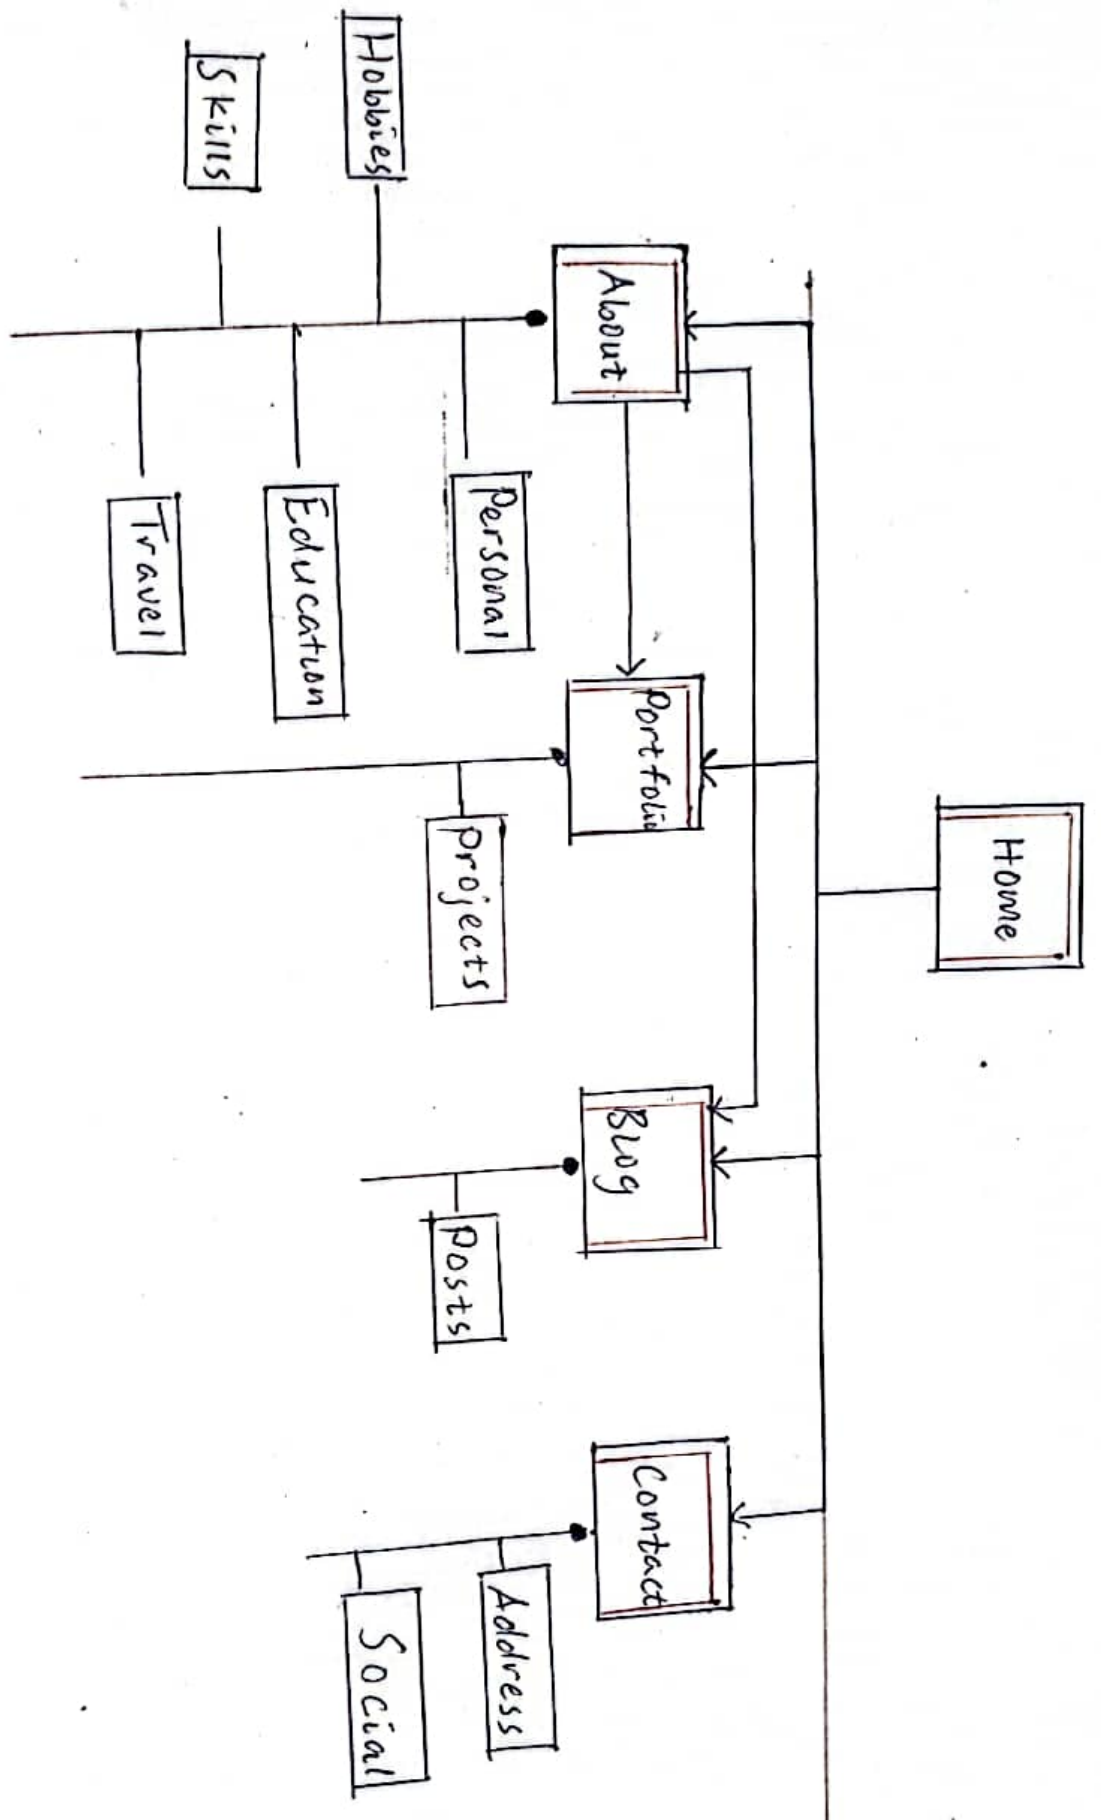 Home
About
Portfolio
BLog
Contact
Hobbies
Skills
Personal
Education
Travel
Projects
Posts
Address
Social